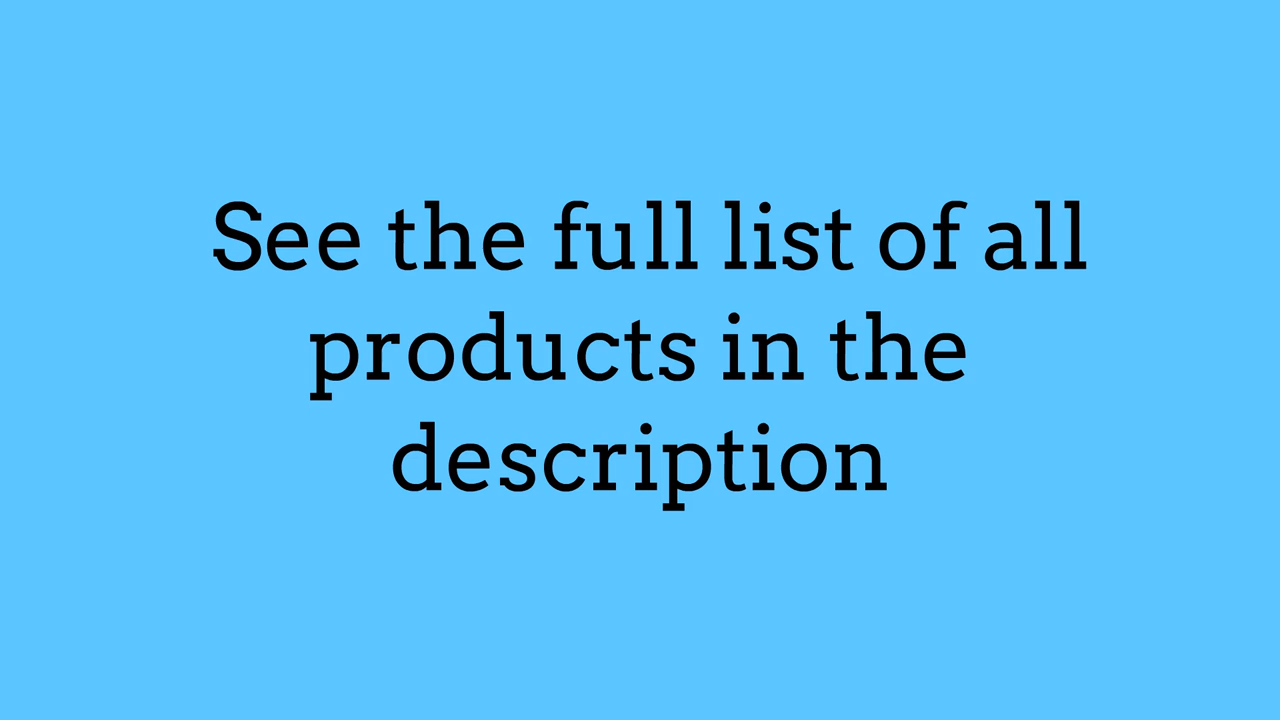 See the full list of all
products in the
description